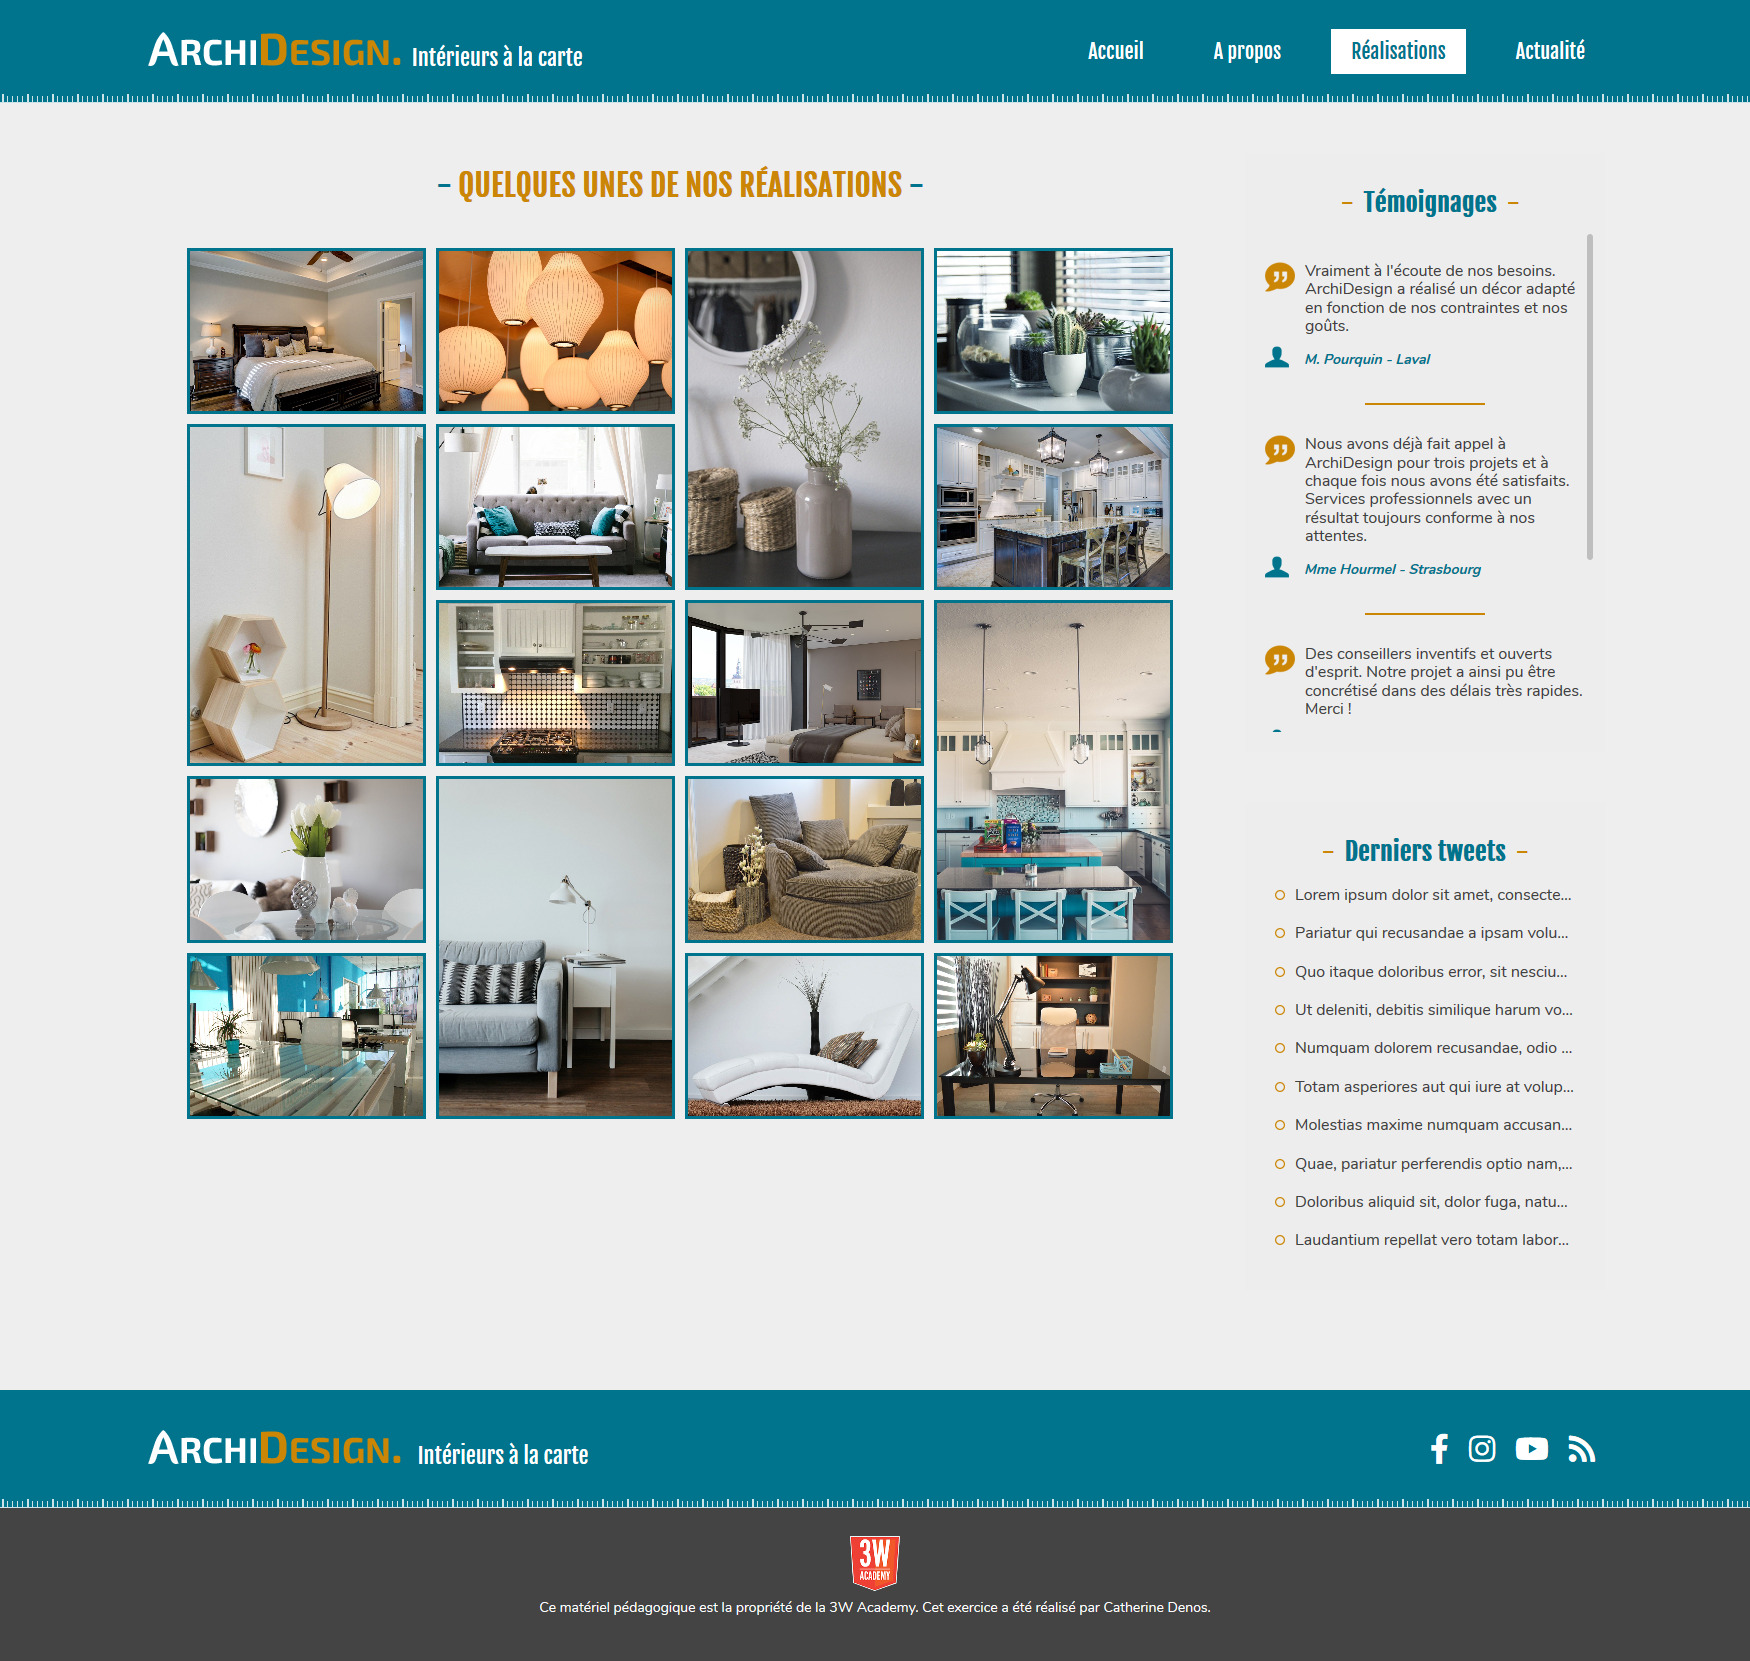 ARCHIDESIGN. Intérieurs à la carte
Accueil A propos Réalisations Actualité
– QUELQUES UNES DE NOS RÉALISATIONS –
– Témoignages –
Vraiment à l'écoute de nos besoins.
ArchiDesign a réalisé un décor adapté
en fonction de nos contraintes et nos
goûts.
M. Pourquin - Laval
Nous avons déjà fait appel à
ArchiDesign pour trois projets et à
chaque fois nous avons été satisfaits.
Services professionnels avec un
résultat toujours conforme à nos
attentes.
Mme Hourmel - Strasbourg
Des conseillers inventifs et ouverts
d'esprit. Notre projet a ainsi pu être
concrétisé dans des délais très rapides.
Merci !
– Derniers tweets –
Lorem ipsum dolor sit amet, consecte...
Pariatur qui recusandae a ipsam volu...
Quo itaque doloribus error, sit nesciu...
Ut deleniti, debitis similique harum vo...
Numquam dolorem recusandae, odio ...
Totam asperiores aut qui iure at volup...
Molestias maxime numquam accusan...
Quae, pariatur perferendis optio nam,...
Doloribus aliquid sit, dolor fuga, natu...
Laudantium repellat vero totam labor...
ARCHIDESIGN. Intérieurs à la carte
3W
ACADEMY
Ce matériel pédagogique est la propriété de la 3W Academy. Cet exercice a été réalisé par Catherine Denos.